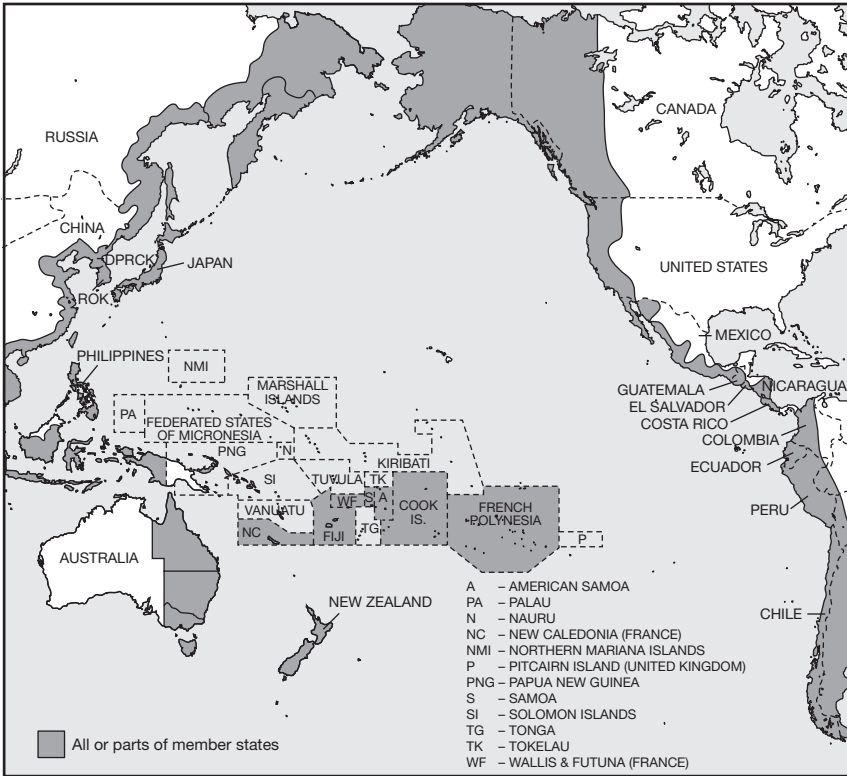 RUSSIA
CANADA
CHINA
DPRCK
JAPAN
ROK
UNITED STATES
MEXICO
PHILIPPINES
NMI
MARSHALL
ISLANDS
GUATEMALA
NICARAGUA
EL SALVADOR
COSTA RICO
COLOMBIA
ECUADOR
PERU
CHILE
PA
FEDERATED STATES
OF MICRONESIA
PNG
N
KIRIBATI
SI
TUVULA
TK
WF
S
A
COOK
IS.
FRENCH
POLYNESIA
VANUATU
NC
FIJI
TG
P
AUSTRALIA
NEW ZEALAND
A – AMERICAN SAMOA
PA – PALAU
N – NAURU
NC – NEW CALEDONIA (FRANCE)
NMI – NORTHERN MARIANA ISLANDS
P – PITCAIRN ISLAND (UNITED KINGDOM)
PNG – PAPUA NEW GUINEA
S – SAMOA
SI – SOLOMON ISLANDS
TG – TONGA
TK – TOKELAU
WF – WALLIS & FUTUNA (FRANCE)
All or parts of member states